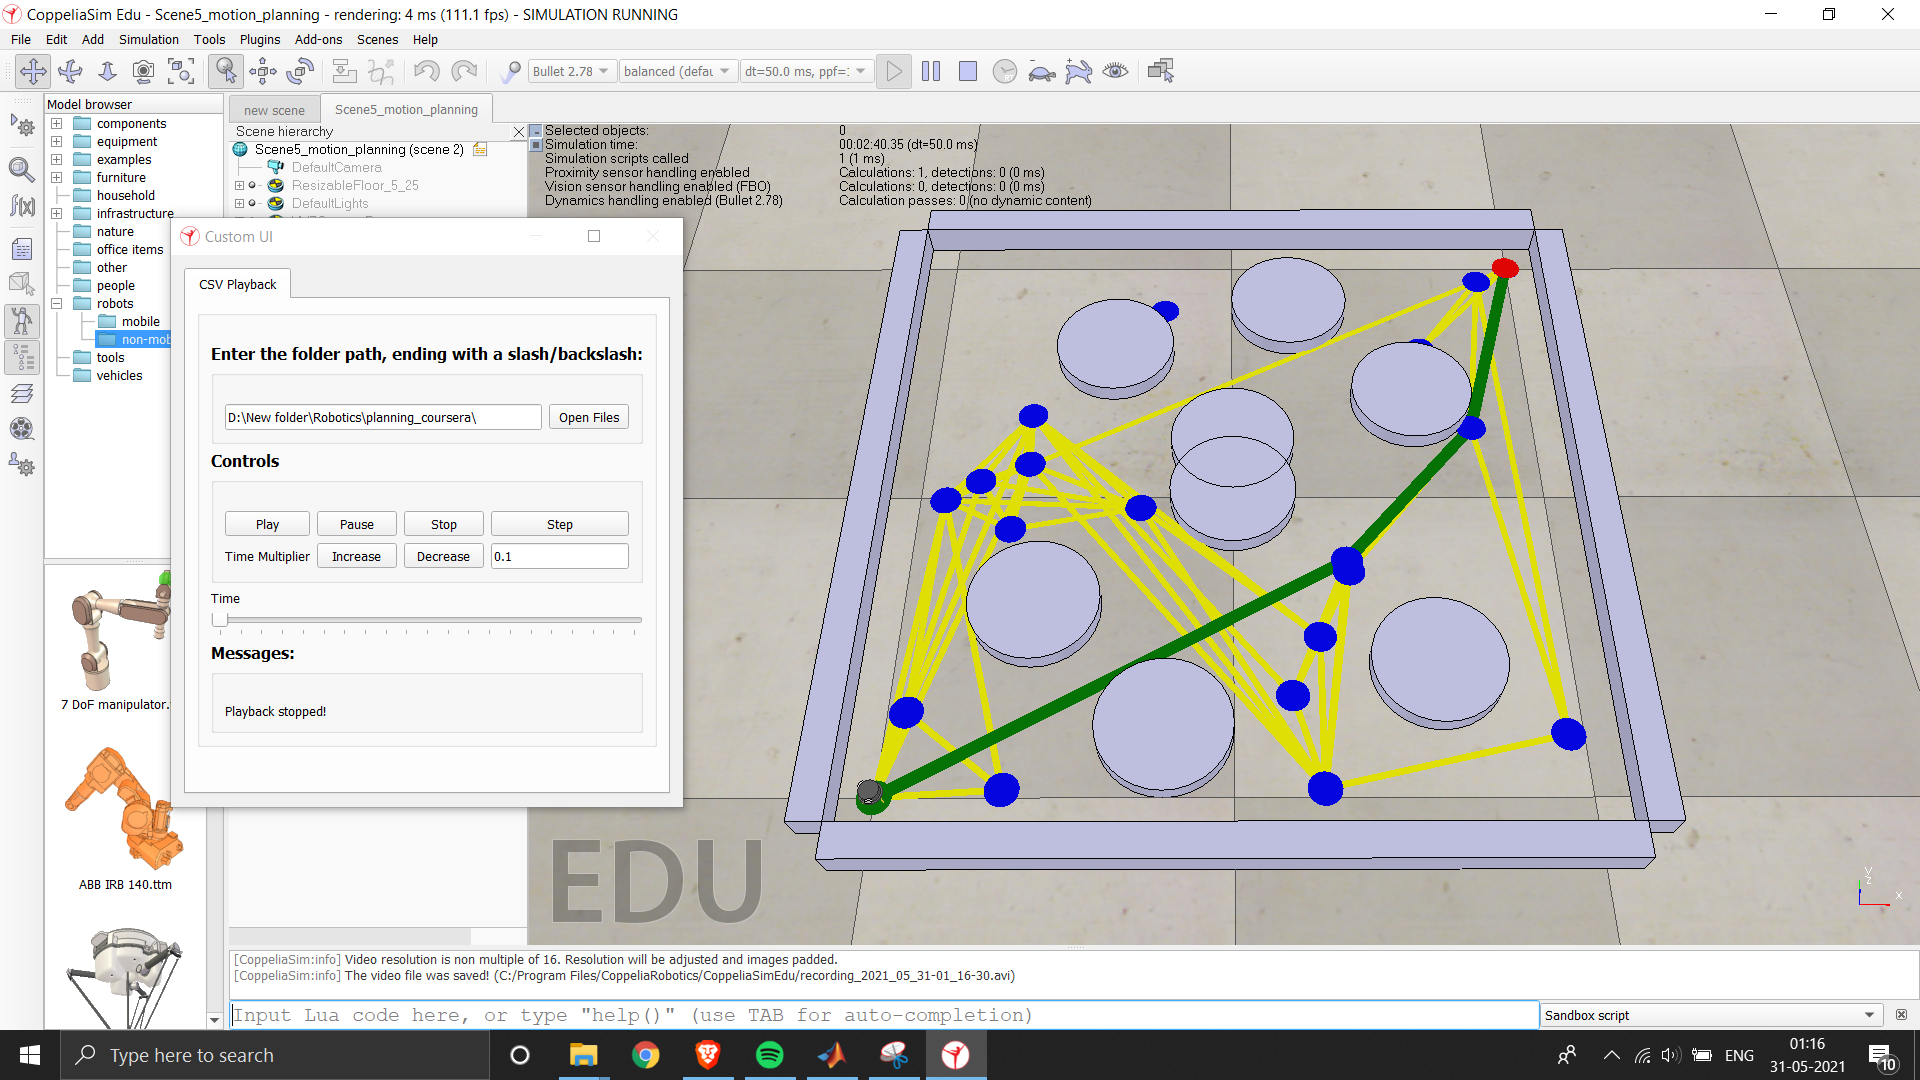 CoppeliaSim Edu - Scene5_motion_planning - rendering: 4 ms (111.1 fps) - SIMULATION RUNNING
File Edit Add Simulation Tools Plugins Add-ons Scenes Help
Bullet 2.78 balanced (defau dt=50.0 ms, ppf=
Model browser
components
equipment
examples
furniture
household
infrastructure
nature
office items
other
people
robots
mobile
non-mob
tools
vehicles
7 DoF manipulator.
ABB IRB 140.ttm
new scene Scene5_motion_planning
Scene hierarchy
Scene5_motion_planning (scene 2)
DefaultCamera
ResizableFloor_5_25
DefaultLights
Selected objects: 0
Simulation time: 00:02:40.35 (dt=50.0 ms)
Simulation scripts called 1 (1 ms)
Proximity sensor handling enabled Calculations: 1, detections: 0 (0 ms)
Vision sensor handling enabled (FBO) Calculations: 0, detections: 0 (0 ms)
Dynamics handling enabled (Bullet 2.78) Calculation passes: 0 (no dynamic content)
Custom UI
CSV Playback
Enter the folder path, ending with a slash/backslash:
D:\New folder\Robotics\planning_coursera\ Open Files
Controls
Play Pause Stop Step
Time Multiplier Increase Decrease 0.1
Time
Messages:
Playback stopped!
EDU
y
z
x
[CoppeliaSim:info] Video resolution is non multiple of 16. Resolution will be adjusted and images padded.
[CoppeliaSim:info] The video file was saved! (C:/Program Files/CoppeliaRobotics/CoppeliaSimEdu/recording_2021_05_31-01_16-30.avi)
Input Lua code here, or type "help()" (use TAB for auto-completion)
Sandbox script
Type here to search
ENG
01:16
31-05-2021
10